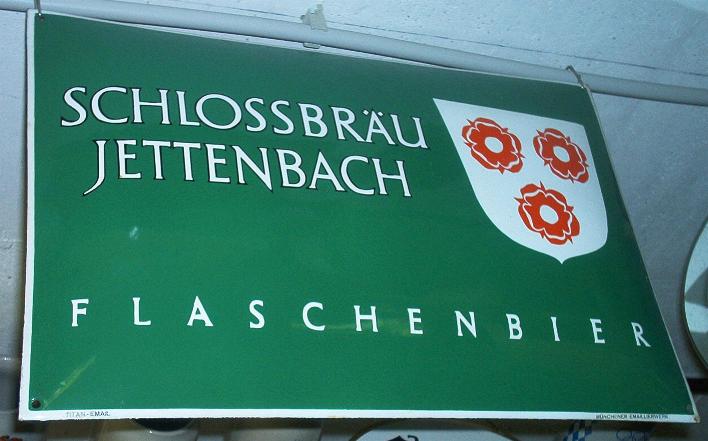 SCHLOSSBRÄU
JETTENBACH
FLASCHENBIER
TITAN-EMAIL
MÜNCHENER EMAILLIERWERK